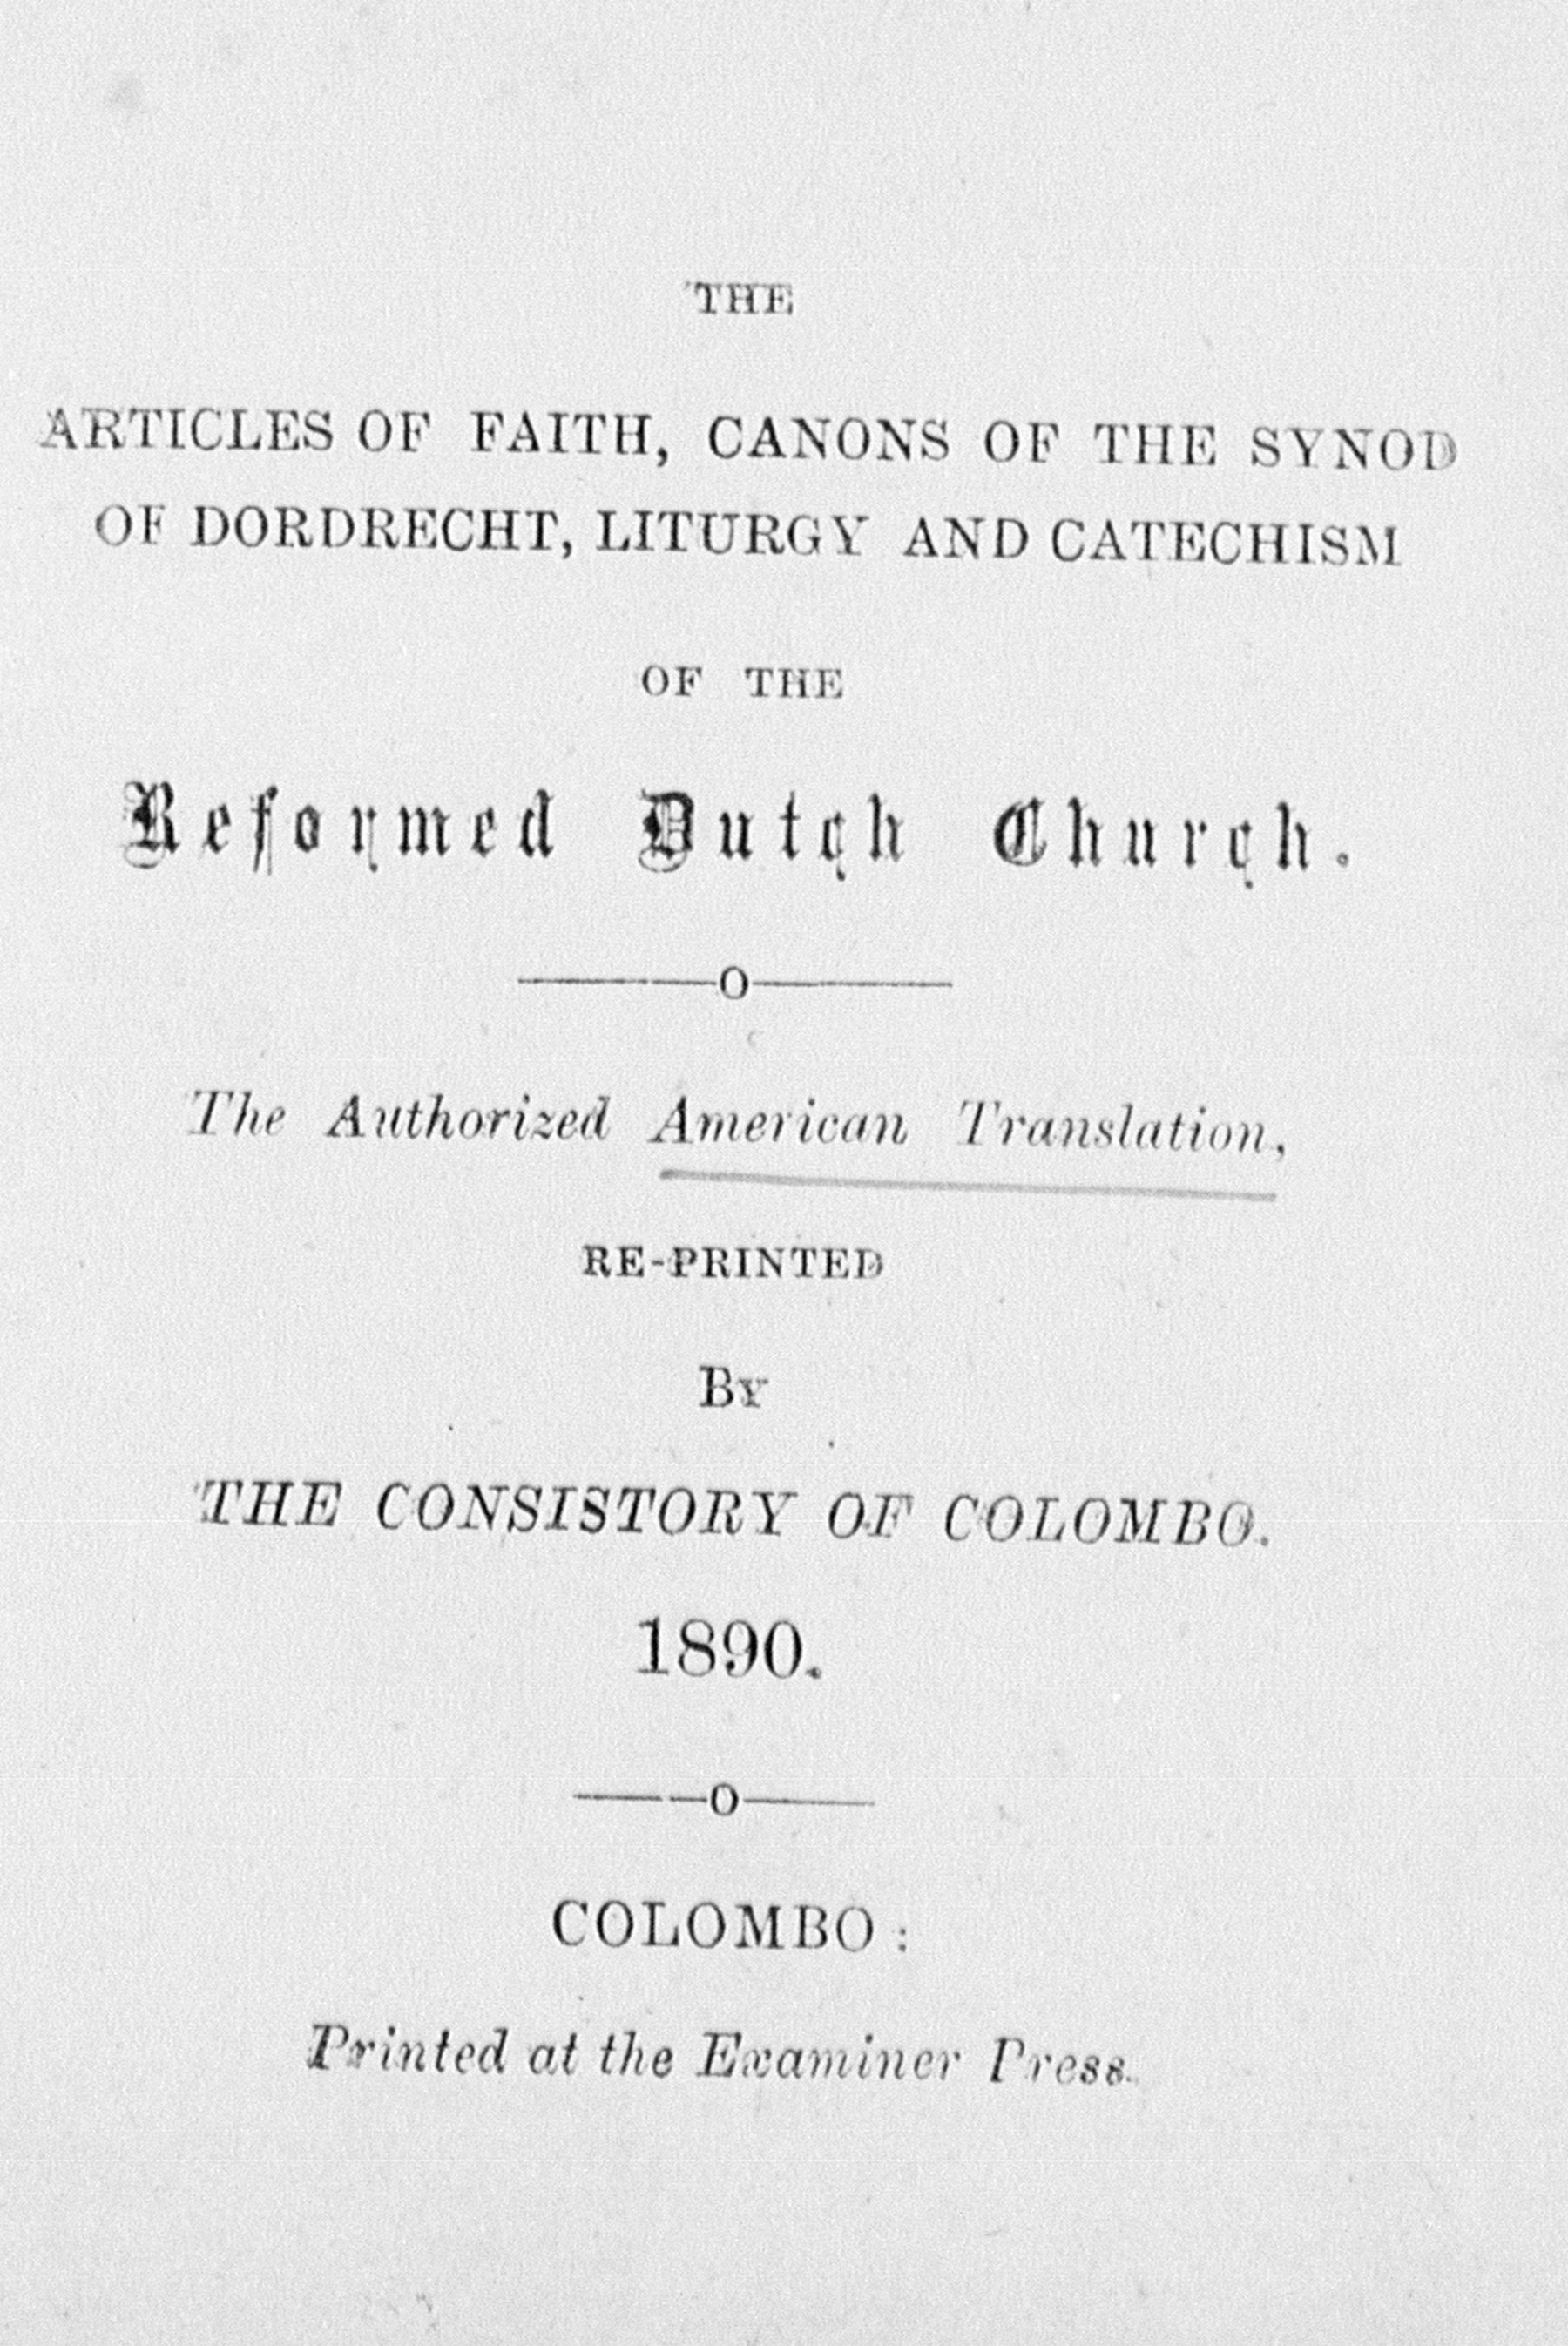 THE
ARTICLES OF FAITH, CANONS OF THE SYNOD
OF DORDRECHT, LITURGY AND CATECHISM
OF THE
Reformed Dutch Church.
———O———
The Authorized American Translation,
RE-PRINTED
By
THE CONSISTORY OF COLOMBO.
1890.
———O———
COLOMBO:
Printed at the Examiner Press.